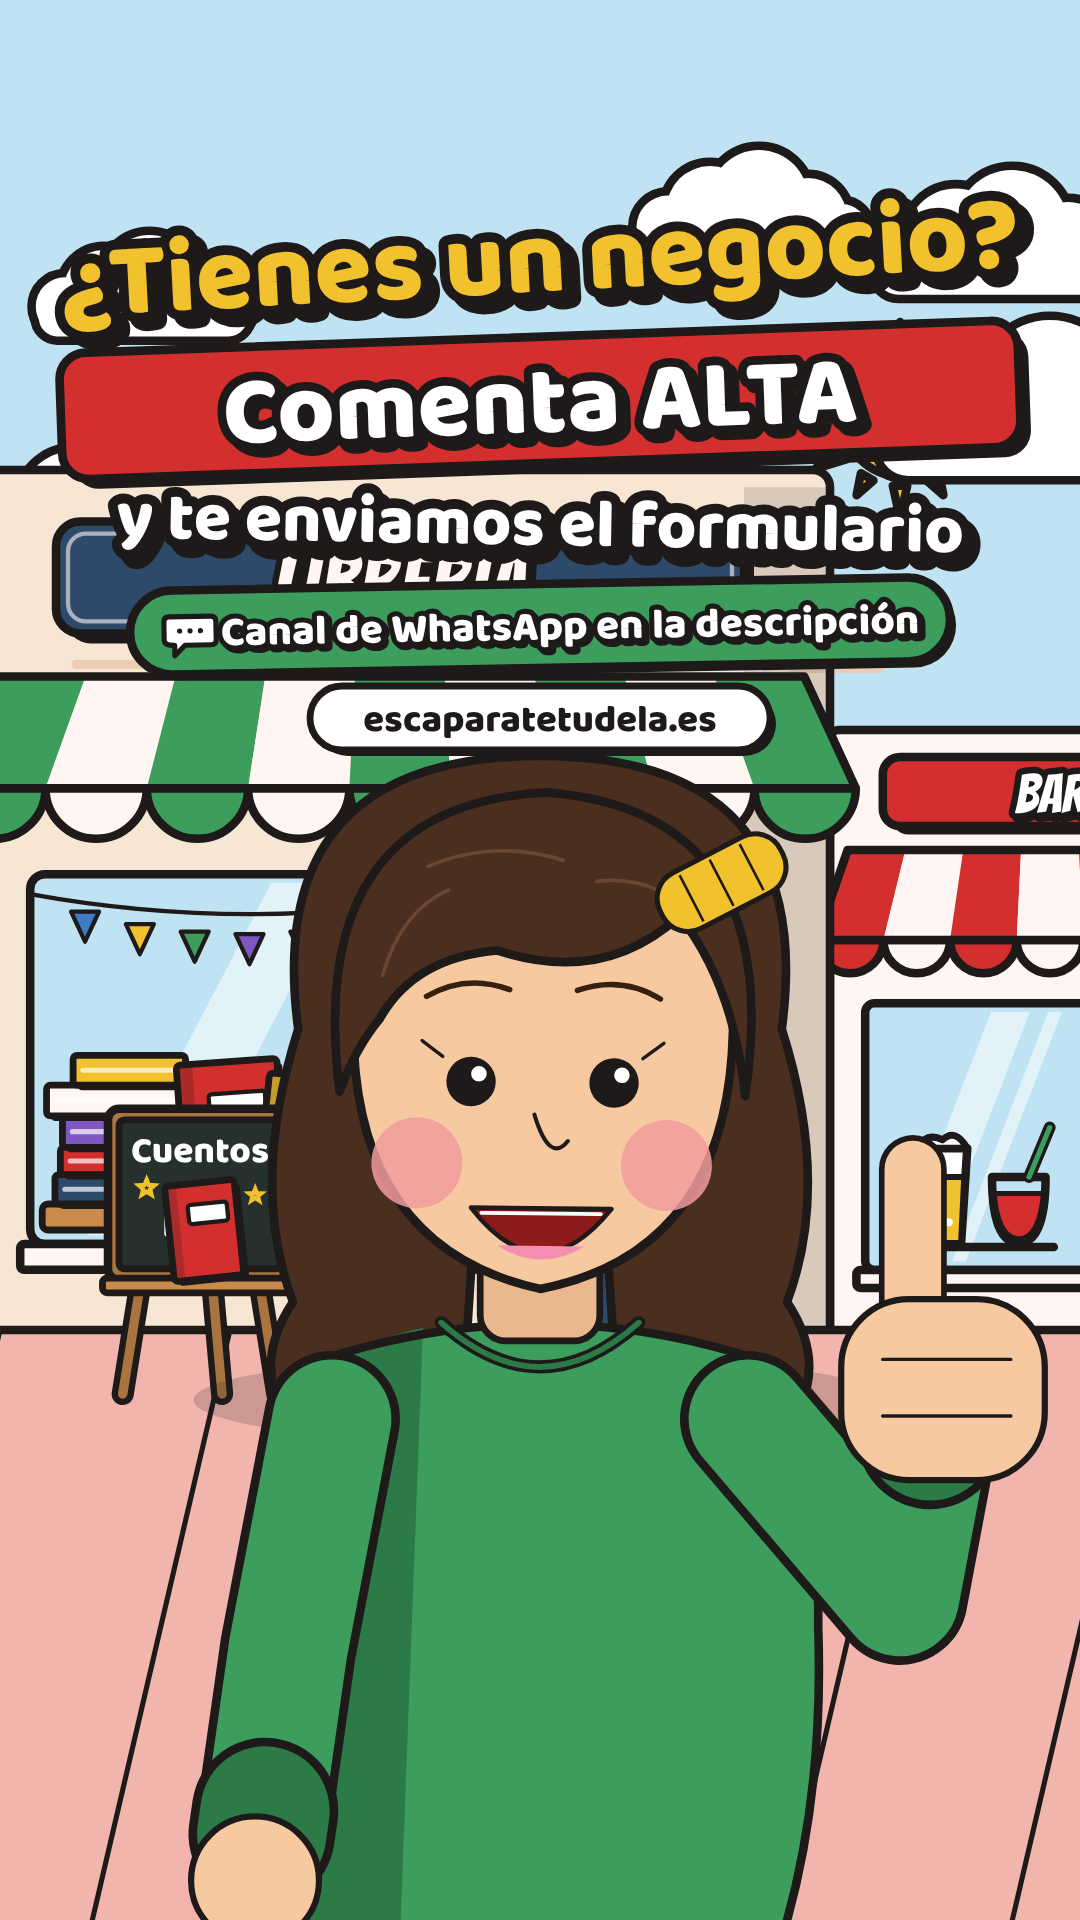 ¿Tienes un negocio?
Comenta ALTA
y te enviamos el formulario
Canal de WhatsApp en la descripción
escaparatetudela.es
Cuentos